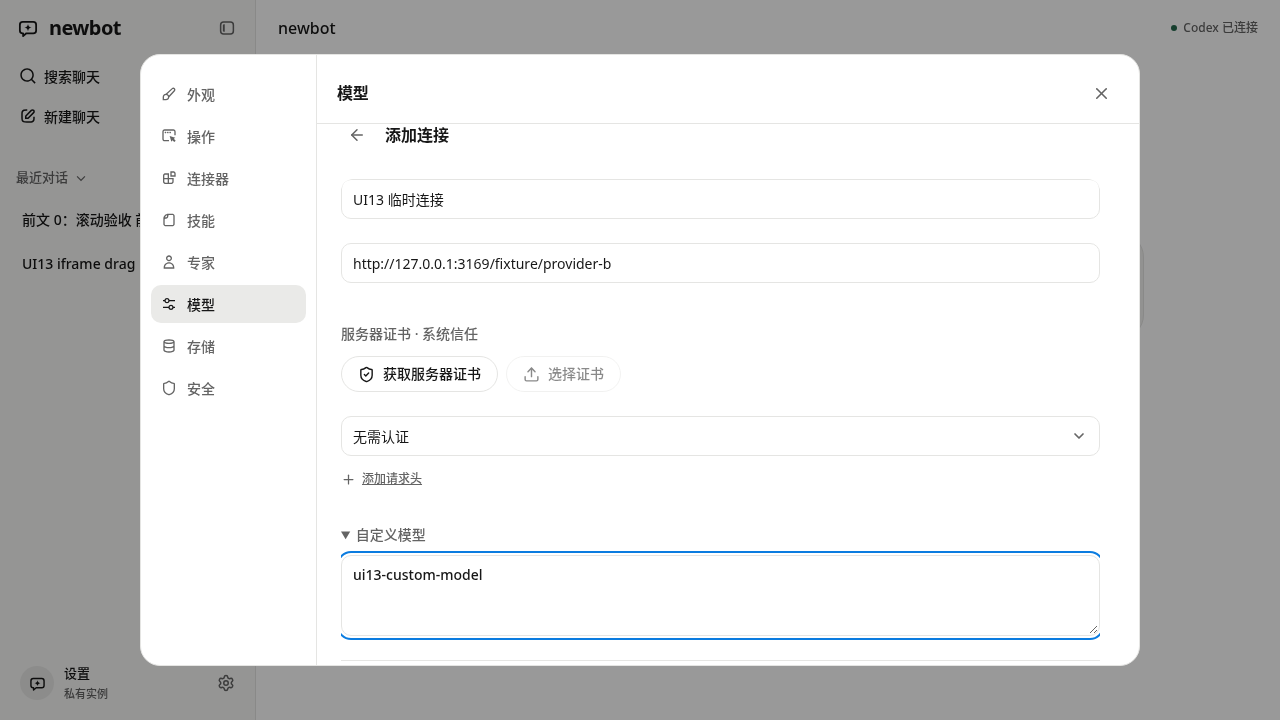 newbot
newbot
Codex 已连接
搜索聊天
新建聊天
最近对话
前文 0：滚动验收
UI13 iframe drag
设置
私有实例
外观
操作
连接器
技能
专家
模型
存储
安全
模型
添加连接
UI13 临时连接
http://127.0.0.1:3169/fixture/provider-b
服务器证书 · 系统信任
获取服务器证书
选择证书
无需认证
添加请求头
自定义模型
ui13-custom-model